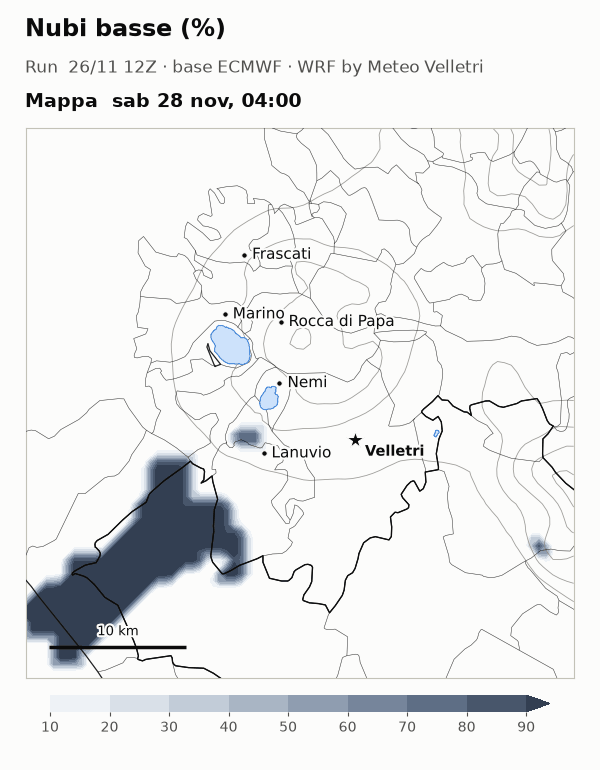 Nubi basse (%)
Run  26/11 12Z · base ECMWF · WRF by Meteo Velletri
Mappa  sab 28 nov, 04:00
Frascati
Marino
Rocca di Papa
Nemi
Velletri
Lanuvio
10 km
10 20 30 40 50 60 70 80 90